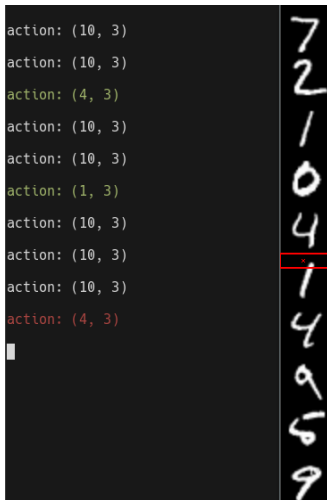 action: (10, 3)
action: (10, 3)
action: (4, 3)
action: (10, 3)
action: (10, 3)
action: (1, 3)
action: (10, 3)
action: (10, 3)
action: (10, 3)
action: (4, 3)
7
2
1
0
4
1
4
9
5
9